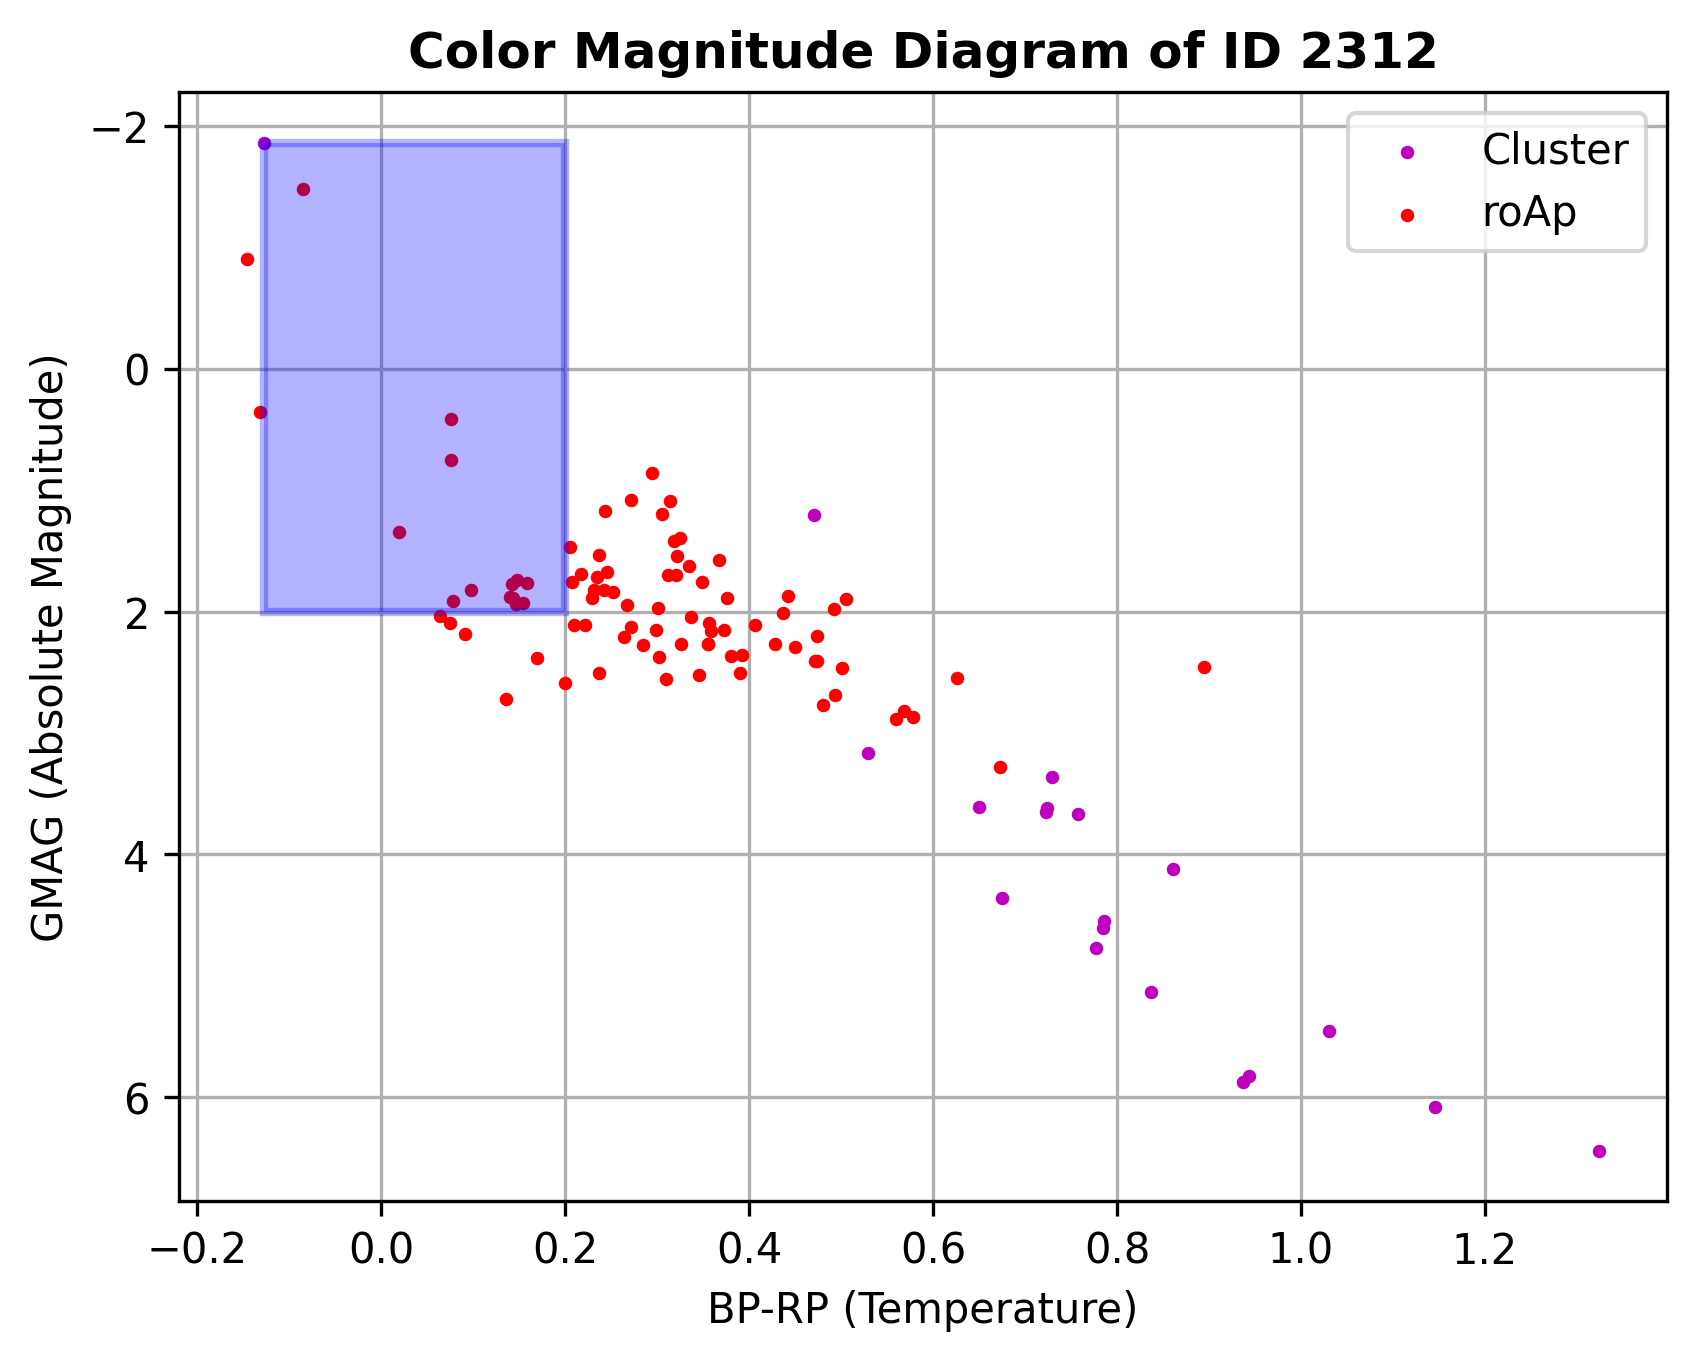 Color Magnitude Diagram of ID 2312
Cluster
roAp
GMAG (Absolute Magnitude)
−2
0
2
4
6
−0.2 0.0 0.2 0.4 0.6 0.8 1.0 1.2
BP-RP (Temperature)